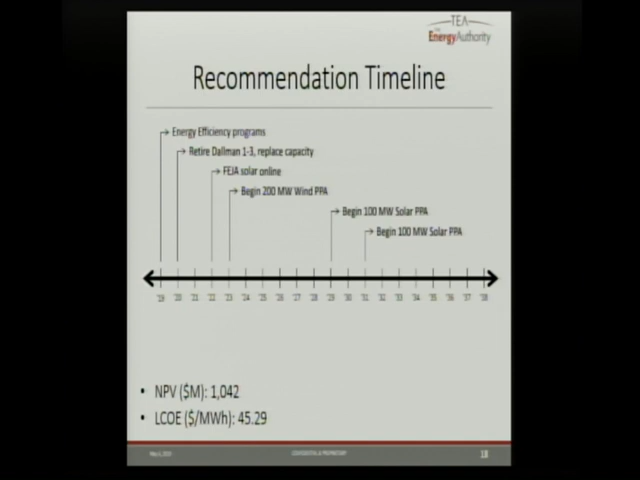 TEA
The Energy Authority
Recommendation Timeline
Energy Efficiency programs
Retire Dallman 1-3, replace capacity
FEJA solar online
Begin 200 MW Wind PPA
Begin 100 MW Solar PPA
Begin 100 MW Solar PPA
'19 '20 '21 '22 '23 '24 '25 '26 '27 '28 '29 '30 '31 '32 '33 '34 '35 '36 '37 '38
• NPV ($M): 1,042
• LCOE ($/MWh): 45.29
CONFIDENTIAL & PROPRIETARY
18